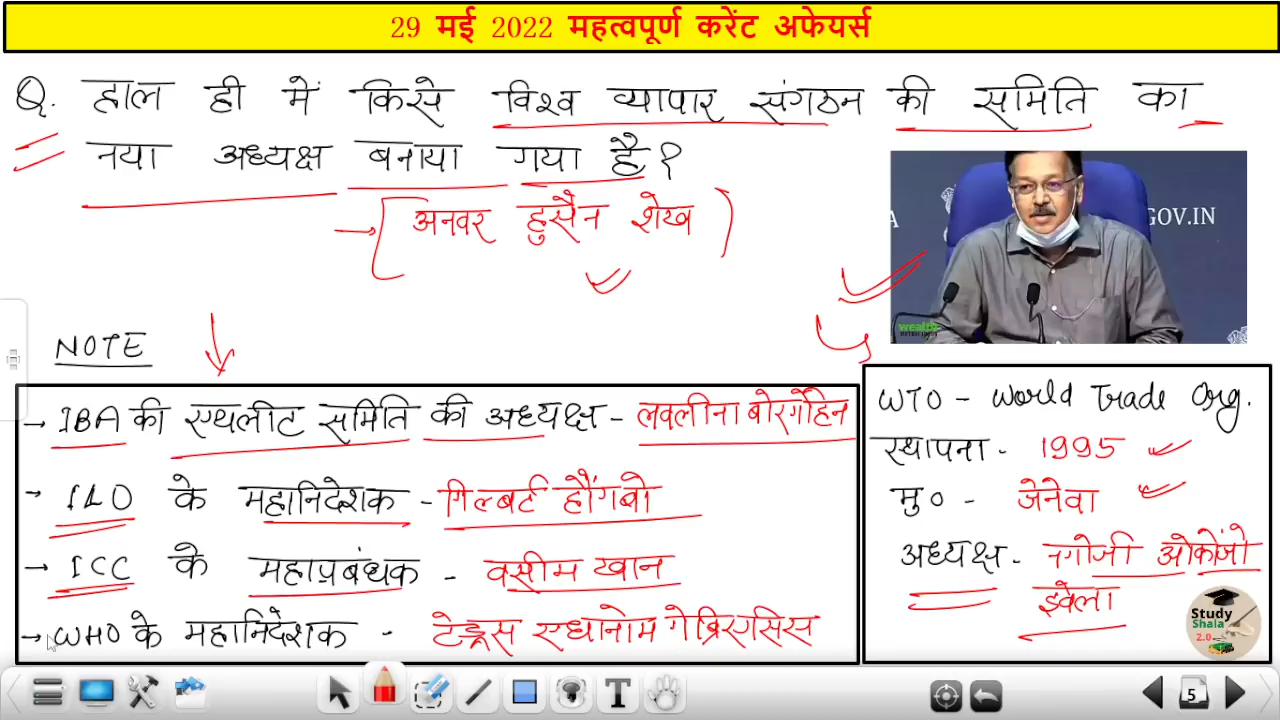 29 मई 2022 महत्वपूर्ण करेंट अफेयर्स
Q. हाल ही में किसे विश्व व्यापार संगठन की समिति का
नया अध्यक्ष बनाया गया है?
अनवर हुसैन शेख
GOV.IN
A
wealth
NOTE
→ IBA की एथलीट समिति की अध्यक्ष - लवलीना बोरगोहिन
→ ILO के महानिदेशक - गिल्बर्ट हौंगबो
→ ICC के महाप्रबंधक - वसीम खान
→ WHO के महानिदेशक - टेड्रस एधानोम गेब्रिएसिस
WTO - World Trade Org.
स्थापना - 1995
मु० - जेनेवा
अध्यक्ष - नगोजी ओकोंजो
इवेला
Study
Shala
2.0
T
5